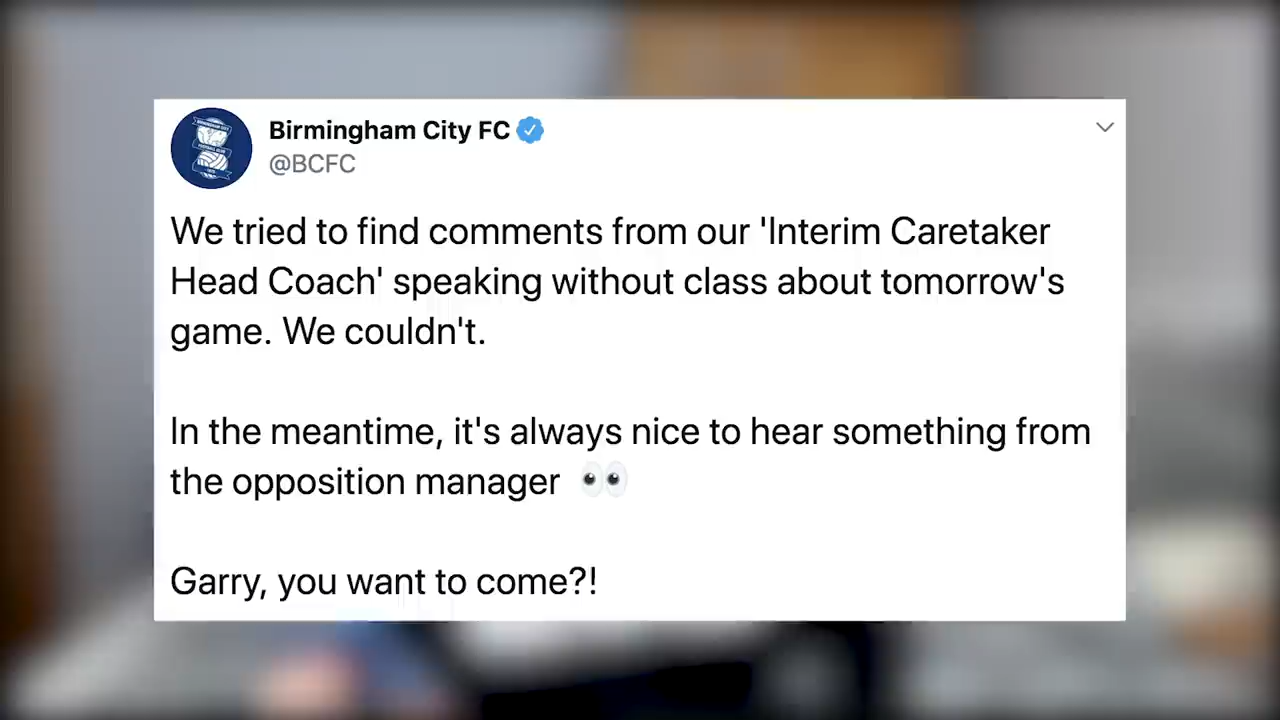 Birmingham City FC
@BCFC
We tried to find comments from our 'Interim Caretaker
Head Coach' speaking without class about tomorrow's
game. We couldn't.
In the meantime, it's always nice to hear something from
the opposition manager 👀
Garry, you want to come?!